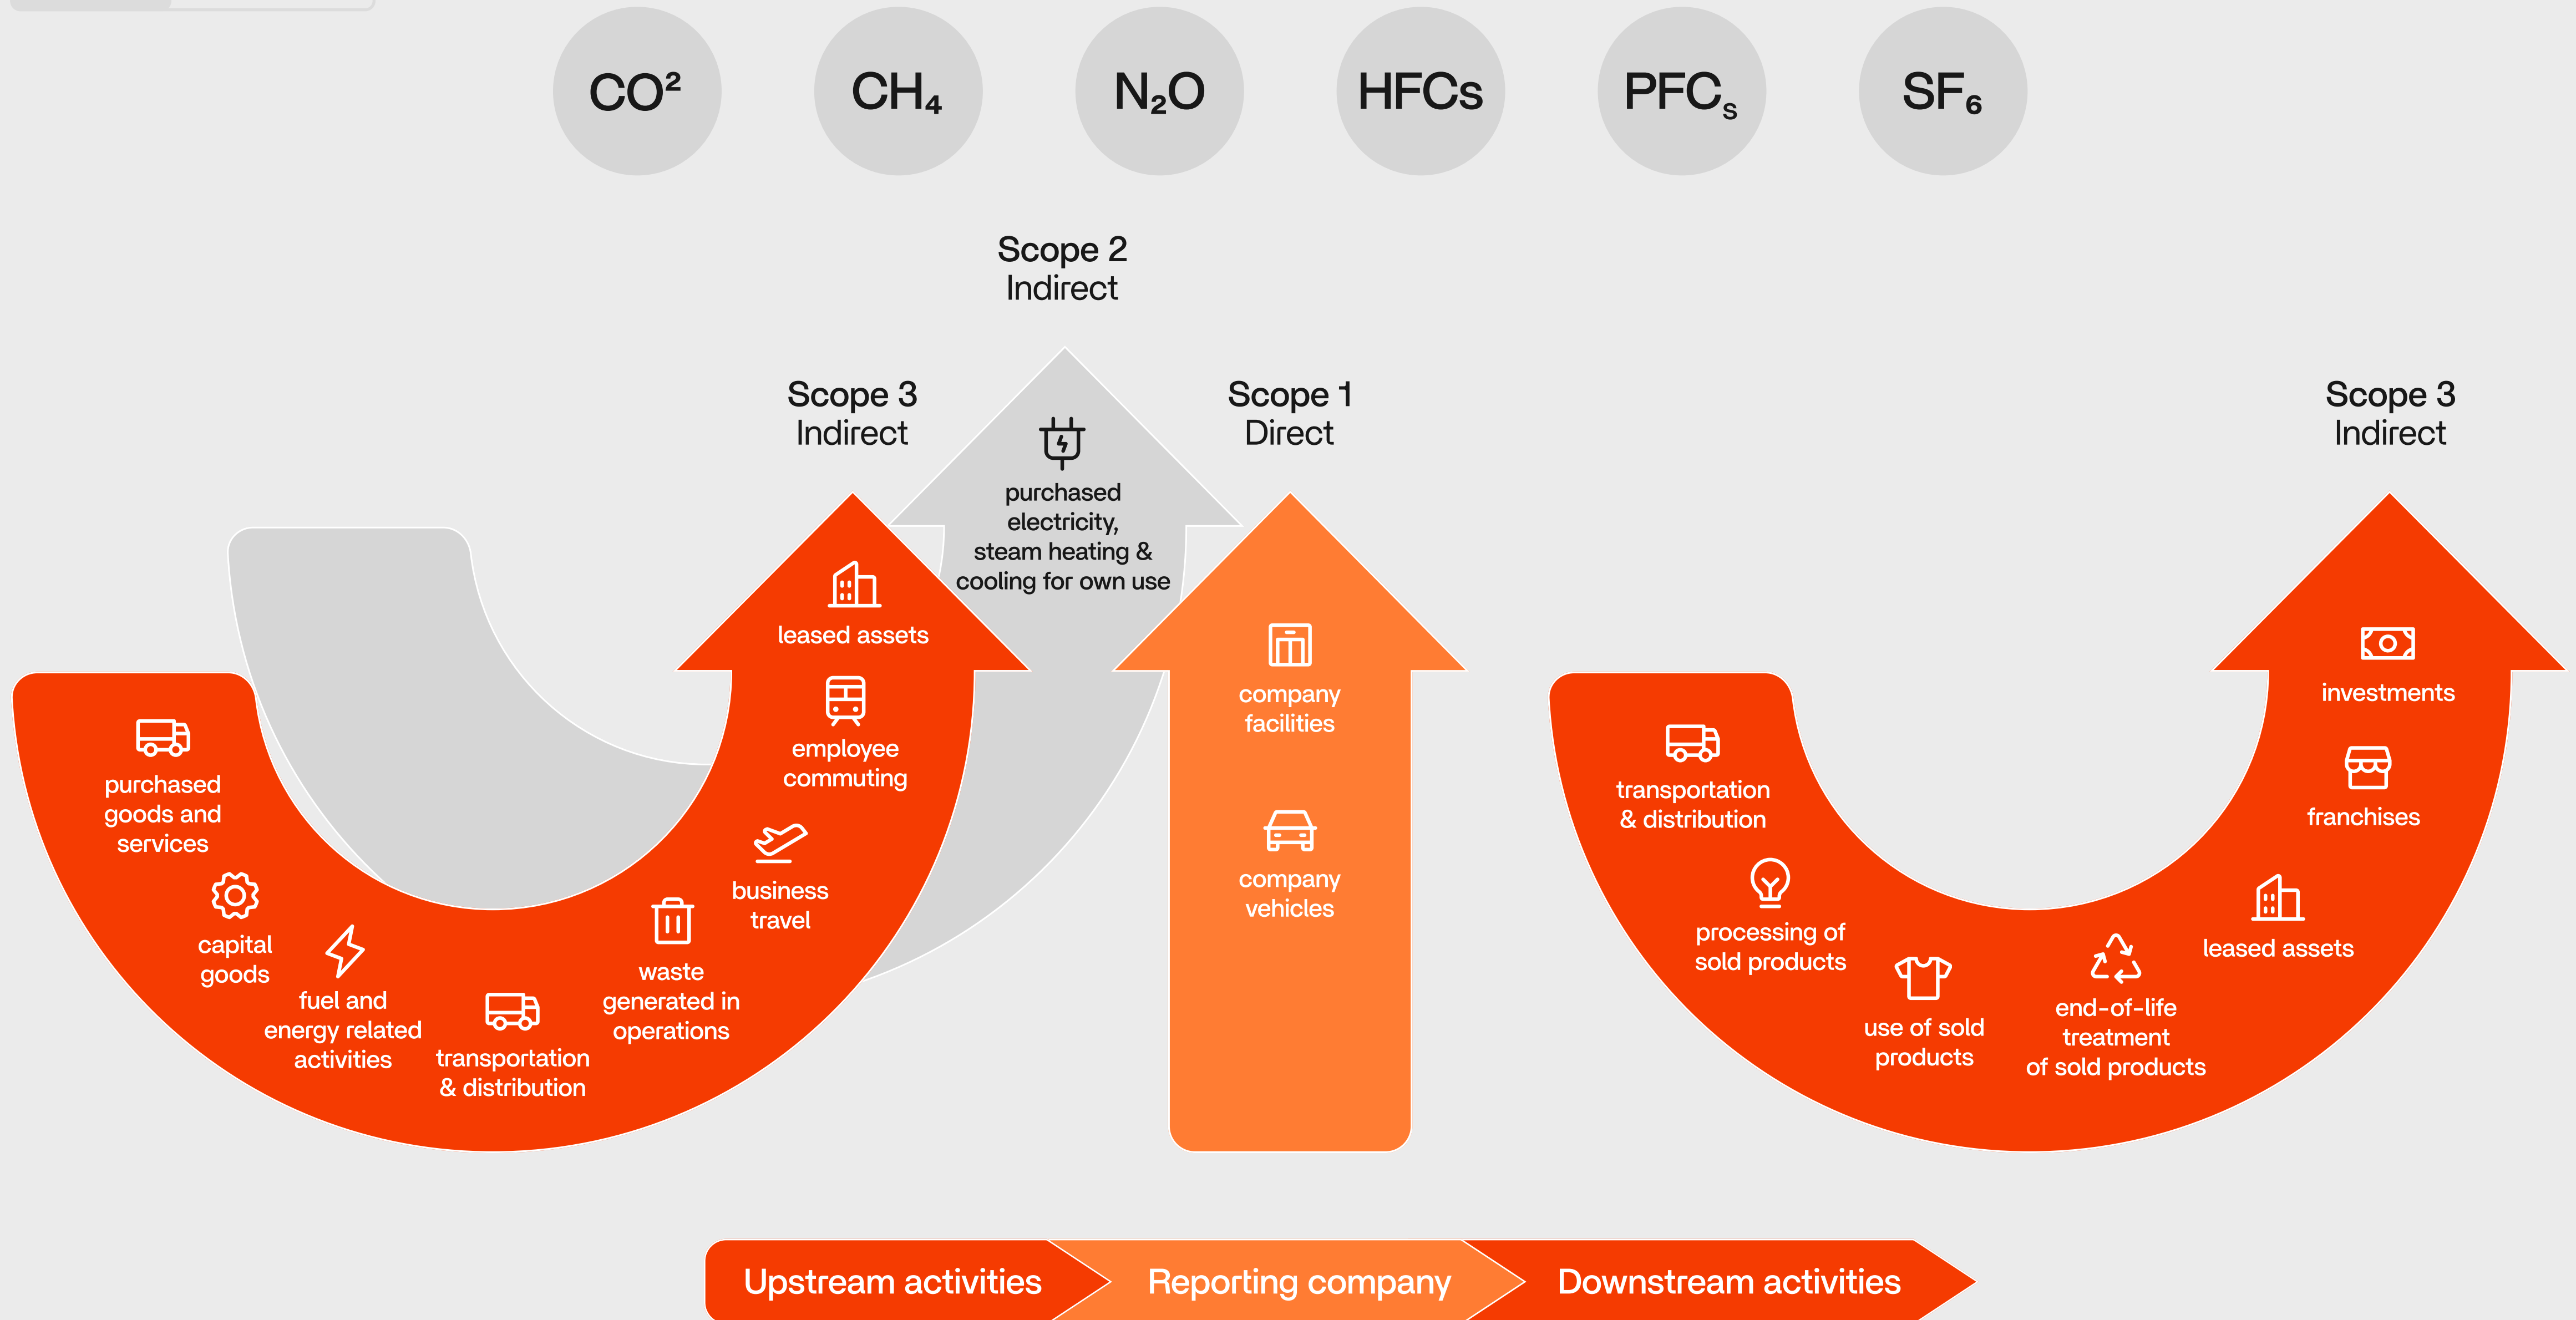 CO²
CH₄
N₂O
HFCs
PFCₛ
SF₆
Scope 2
Indirect
purchased
electricity,
steam heating &
cooling for own use
Scope 3
Indirect
leased assets
employee
commuting
business
travel
waste
generated in
operations
transportation
& distribution
fuel and
energy related
activities
capital
goods
purchased
goods and
services
Scope 1
Direct
company
facilities
company
vehicles
Scope 3
Indirect
investments
franchises
leased assets
end-of-life
treatment
of sold products
use of sold
products
processing of
sold products
transportation
& distribution
Upstream activities
Reporting company
Downstream activities